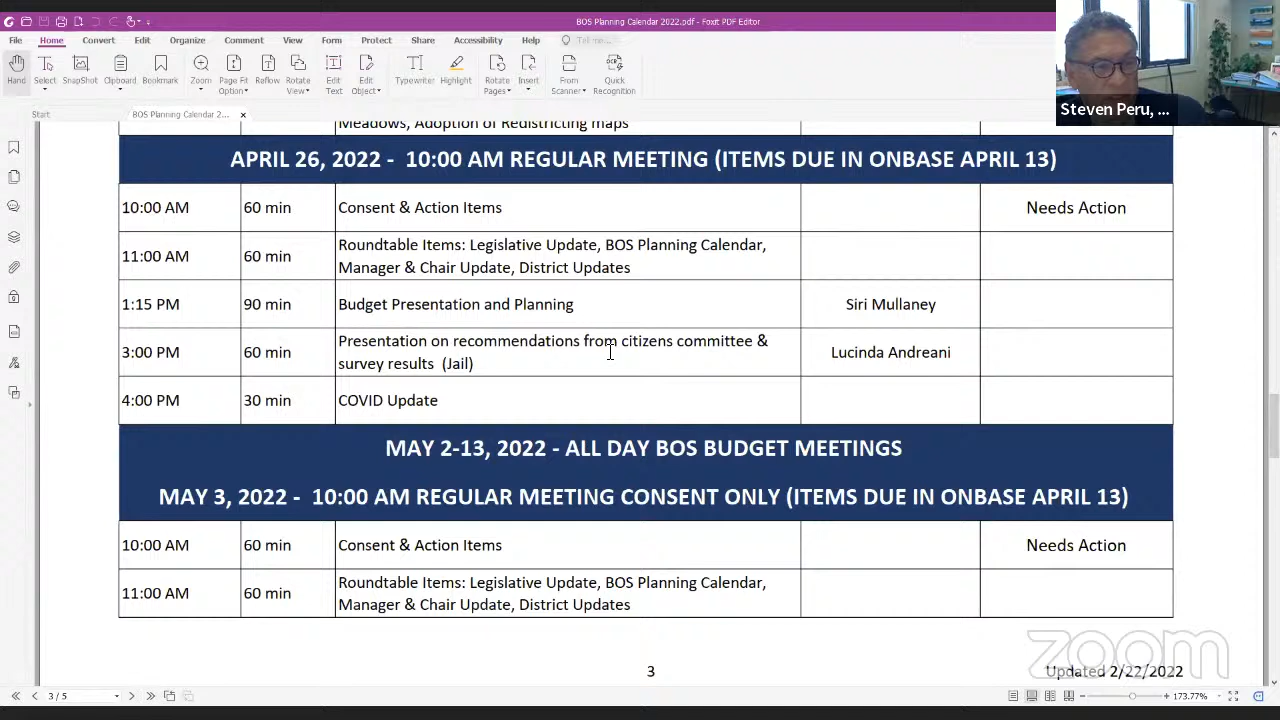 BOS Planning Calendar 2022.pdf - Foxit PDF Editor
File Home Convert Edit Organize Comment View Form Protect Share Accessibility Help Tell me...
Hand Select SnapShot Clipboard Bookmark Zoom Page Fit Option Reflow Rotate View Edit Text Edit Object Typewriter Highlight Rotate Pages Insert From Scanner OCR Quick Recognition
Start BOS Planning Calendar 2... ×
Steven Peru, ...
Meadows, Adoption of Redistricting maps
APRIL 26, 2022 - 10:00 AM REGULAR MEETING (ITEMS DUE IN ONBASE APRIL 13)
10:00 AM 60 min Consent & Action Items Needs Action
11:00 AM 60 min Roundtable Items: Legislative Update, BOS Planning Calendar,
Manager & Chair Update, District Updates
1:15 PM 90 min Budget Presentation and Planning Siri Mullaney
3:00 PM 60 min Presentation on recommendations from citizens committee &
survey results (Jail) Lucinda Andreani
4:00 PM 30 min COVID Update
MAY 2-13, 2022 - ALL DAY BOS BUDGET MEETINGS
MAY 3, 2022 - 10:00 AM REGULAR MEETING CONSENT ONLY (ITEMS DUE IN ONBASE APRIL 13)
10:00 AM 60 min Consent & Action Items Needs Action
11:00 AM 60 min Roundtable Items: Legislative Update, BOS Planning Calendar,
Manager & Chair Update, District Updates
zoom
3 Updated 2/22/2022
3 / 5 173.77%